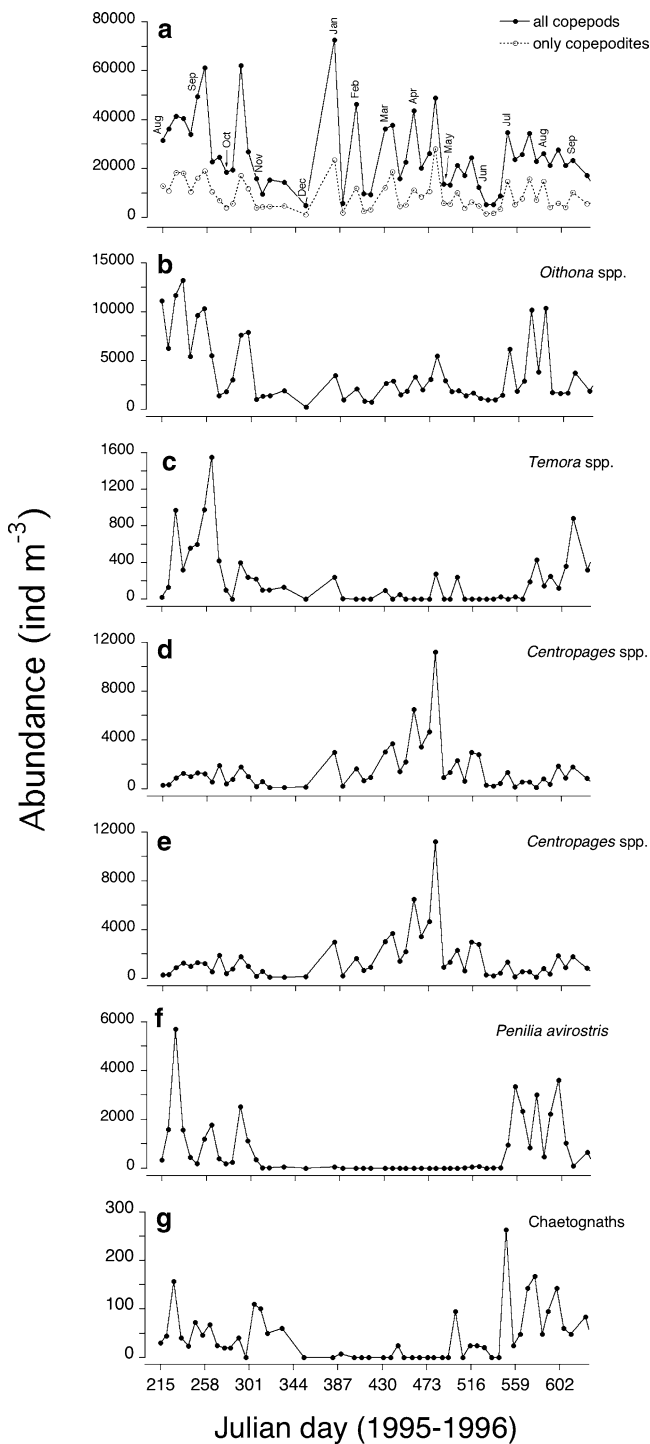 a
all copepods
only copepodites
80000
60000
40000
20000
0
Aug
Sep
Oct
Nov
Dec
Jan
Feb
Mar
Apr
May
Jun
Jul
Aug
Sep
b
Oithona spp.
15000
10000
5000
0
c
Temora spp.
1600
1200
800
400
0
d
Centropages spp.
12000
8000
4000
0
e
Centropages spp.
12000
8000
4000
0
f
Penilia avirostris
6000
4000
2000
0
g
Chaetognaths
300
200
100
0
215 258 301 344 387 430 473 516 559 602
Julian day (1995-1996)
Abundance (ind m-3)